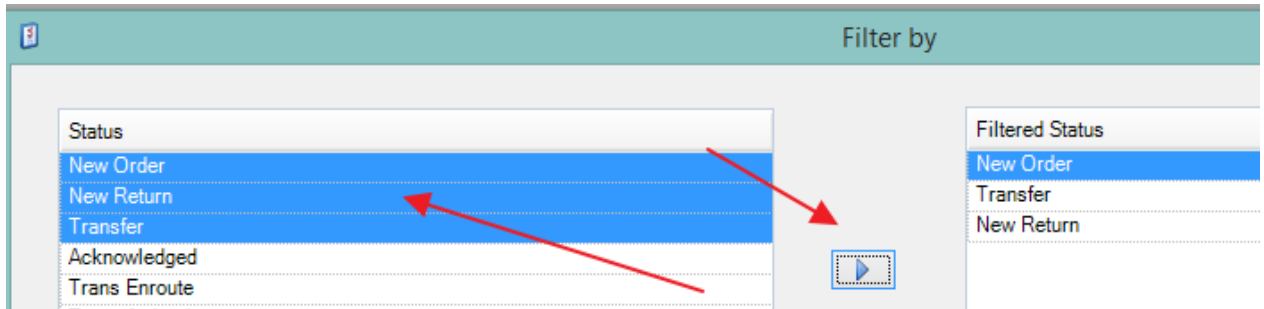 Filter by
Status
New Order
New Return
Transfer
Acknowledged
Trans Enroute
Filtered Status
New Order
Transfer
New Return